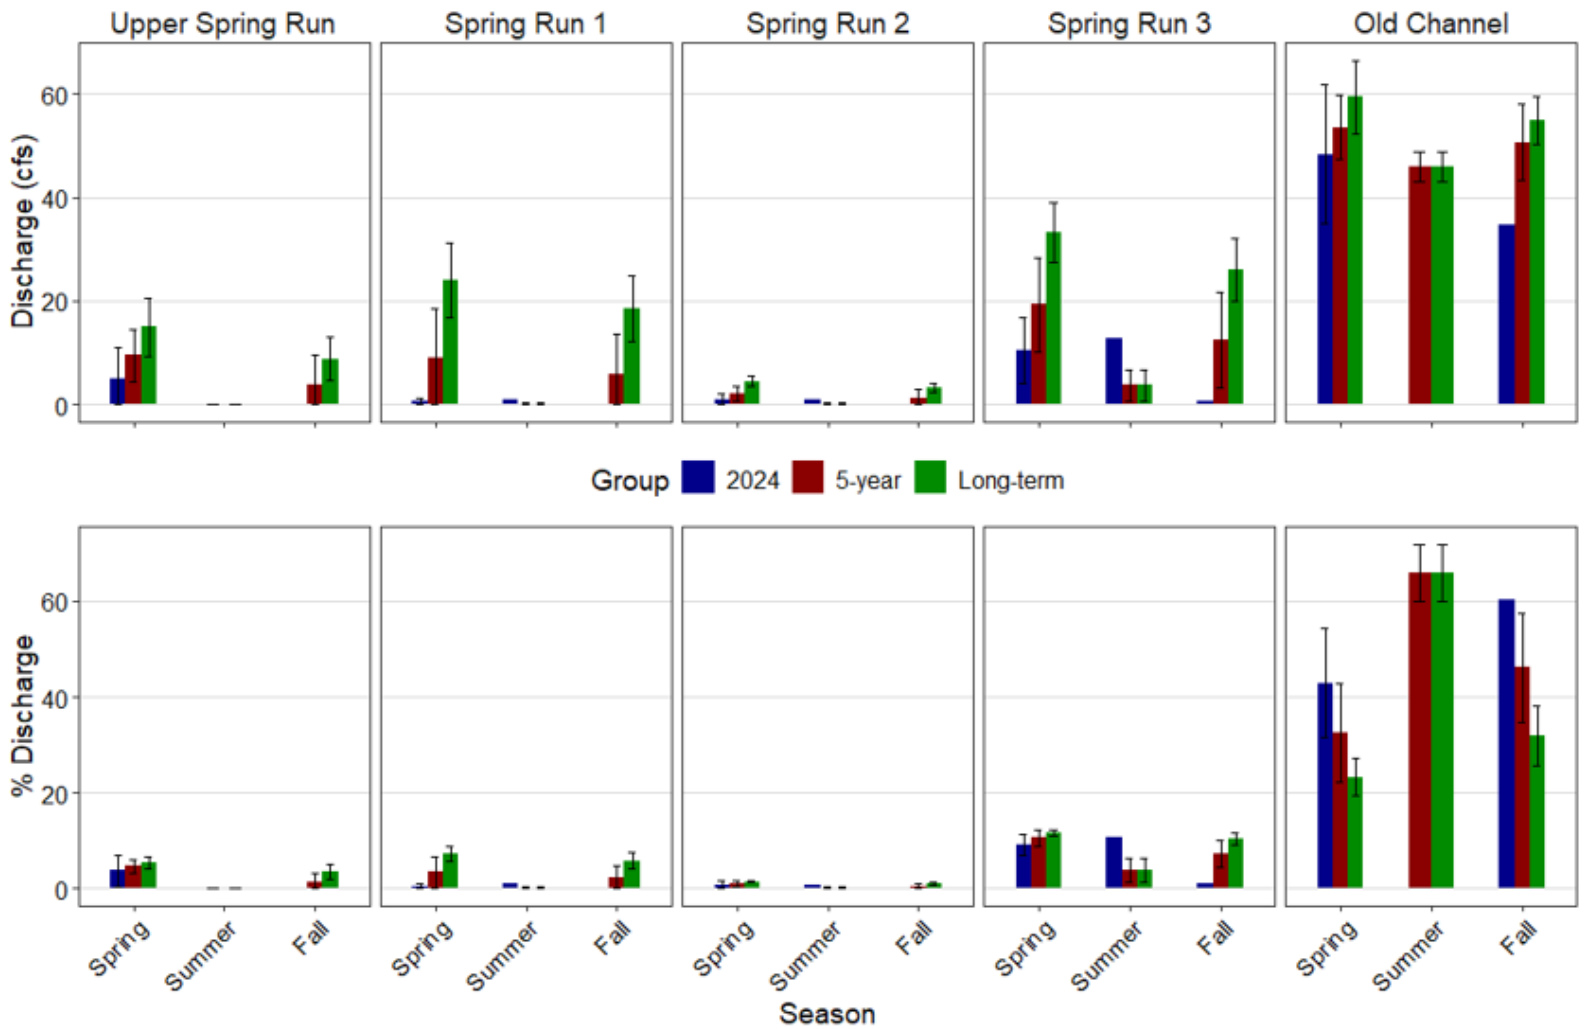 Upper Spring Run Spring Run 1 Spring Run 2 Spring Run 3 Old Channel
Discharge (cfs)
60
40
20
0
Group 2024 5-year Long-term
% Discharge
60
40
20
0
Spring Summer Fall Spring Summer Fall Spring Summer Fall Spring Summer Fall Spring Summer Fall
Season